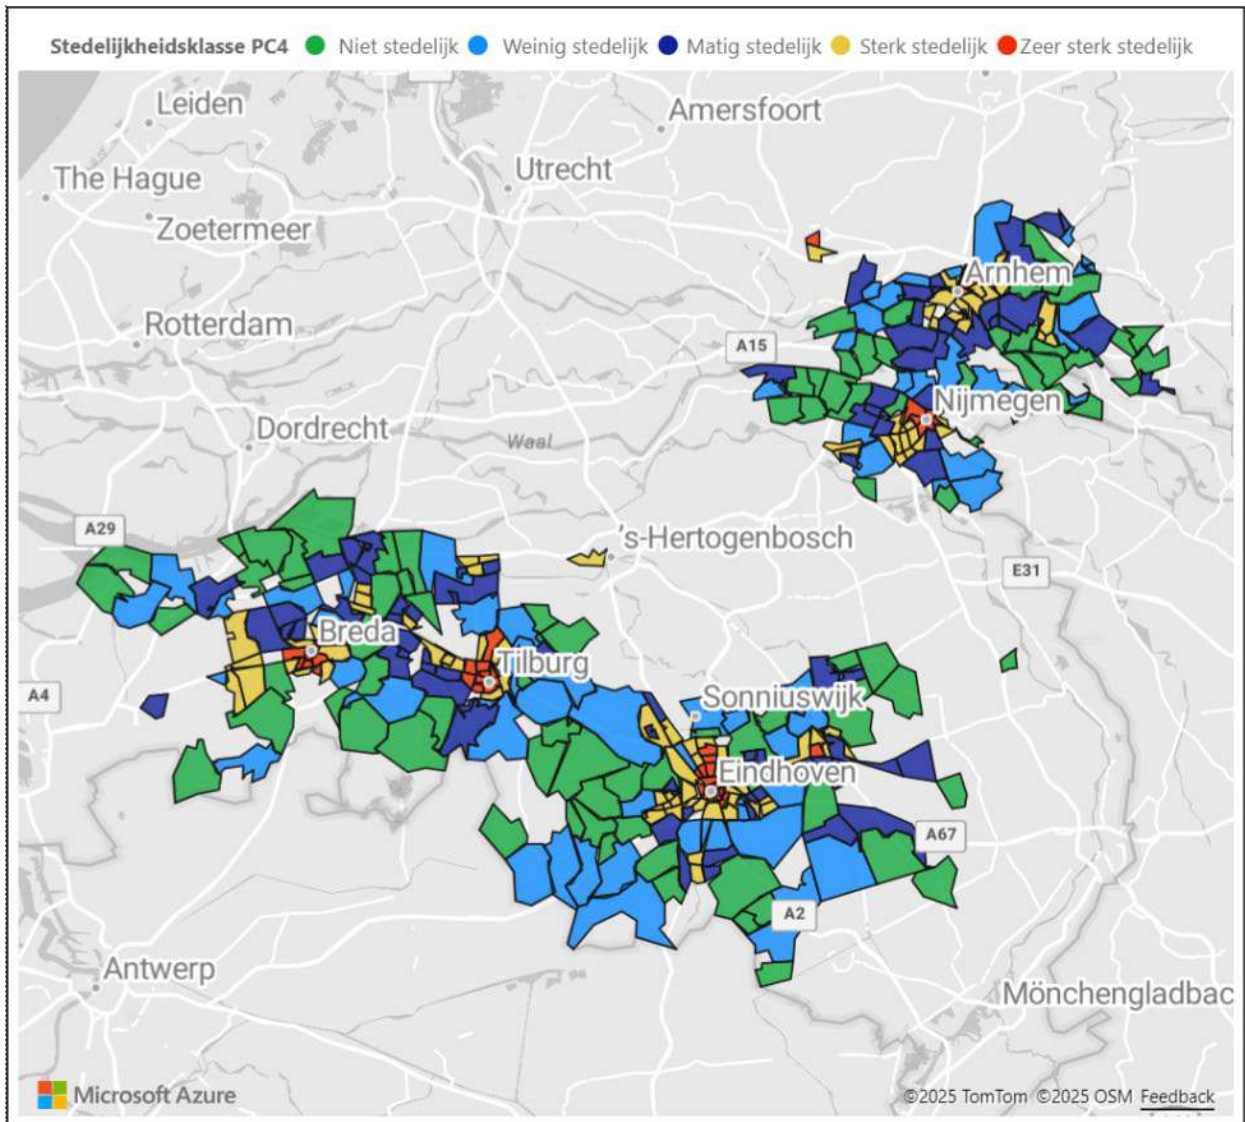 Stedelijkheidsklasse PC4 Niet stedelijk Weinig stedelijk Matig stedelijk Sterk stedelijk Zeer sterk stedelijk
Leiden
Amersfoort
The Hague
Utrecht
Zoetermeer
Arnhem
Rotterdam
A15
Nijmegen
Dordrecht
Waal
A29
's-Hertogenbosch
E31
Breda
Tilburg
A4
Sonniuswijk
Eindhoven
A67
A2
Antwerp
Mönchengladbac
Microsoft Azure
©2025 TomTom ©2025 OSM Feedback